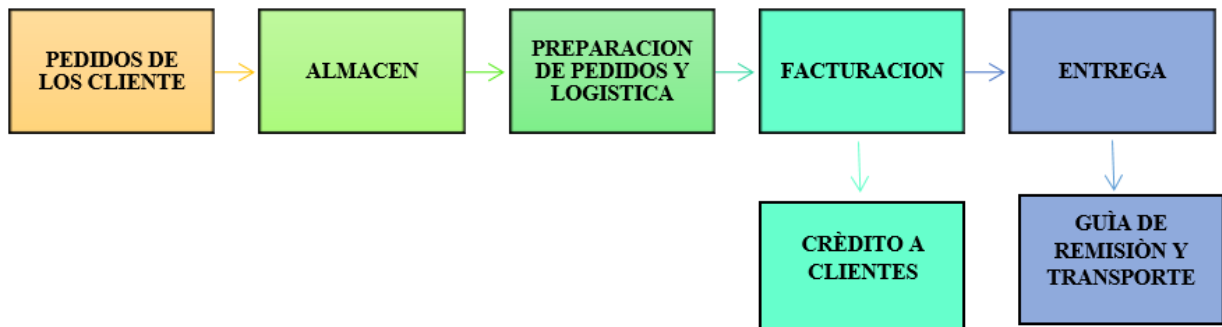 PEDIDOS DE
LOS CLIENTE
ALMACEN
PREPARACION
DE PEDIDOS Y
LOGISTICA
FACTURACION
ENTREGA
CRÈDITO A
CLIENTES
GUÌA DE
REMISIÒN Y
TRANSPORTE